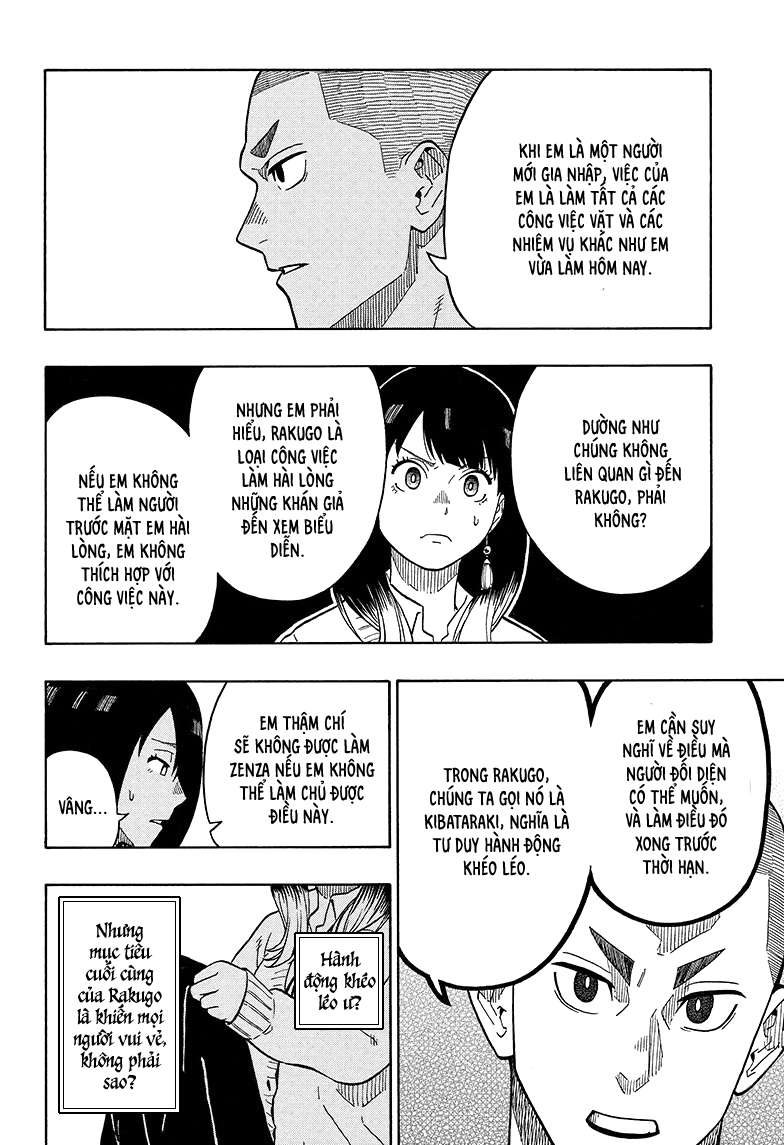 KHI EM LÀ MỘT NGƯỜI
MỚI GIA NHẬP, VIỆC CỦA
EM LÀ LÀM TẤT CẢ CÁC
CÔNG VIỆC VẶT VÀ CÁC
NHIỆM VỤ KHÁC NHƯ EM
VỪA LÀM HÔM NAY.
DƯỜNG NHƯ
CHÚNG KHÔNG
LIÊN QUAN GÌ ĐẾN
RAKUGO, PHẢI
KHÔNG?
NHƯNG EM PHẢI
HIỂU, RAKUGO LÀ
LOẠI CÔNG VIỆC
LÀM HÀI LÒNG
NHỮNG KHÁN GIẢ
ĐẾN XEM BIỂU
DIỄN.
NẾU EM KHÔNG
THỂ LÀM NGƯỜI
TRƯỚC MẶT EM HÀI
LÒNG, EM KHÔNG
THÍCH HỢP VỚI
CÔNG VIỆC NÀY.
EM CẦN SUY
NGHĨ VỀ ĐIỀU MÀ
NGƯỜI ĐỐI DIỆN
CÓ THỂ MUỐN,
VÀ LÀM ĐIỀU ĐÓ
XONG TRƯỚC
THỜI HẠN.
TRONG RAKUGO,
CHÚNG TA GỌI NÓ LÀ
KIBATARAKI, NGHĨA LÀ
TƯ DUY HÀNH ĐỘNG
KHÉO LÉO.
EM THẬM CHÍ
SẼ KHÔNG ĐƯỢC LÀM
ZENZA NẾU EM KHÔNG
THỂ LÀM CHỦ ĐƯỢC
ĐIỀU NÀY.
VÂNG...
Hành
động khéo
léo ư?
Nhưng
mục tiêu
cuối cùng
của Rakugo
là khiến mọi
người vui vẻ,
không phải
sao?